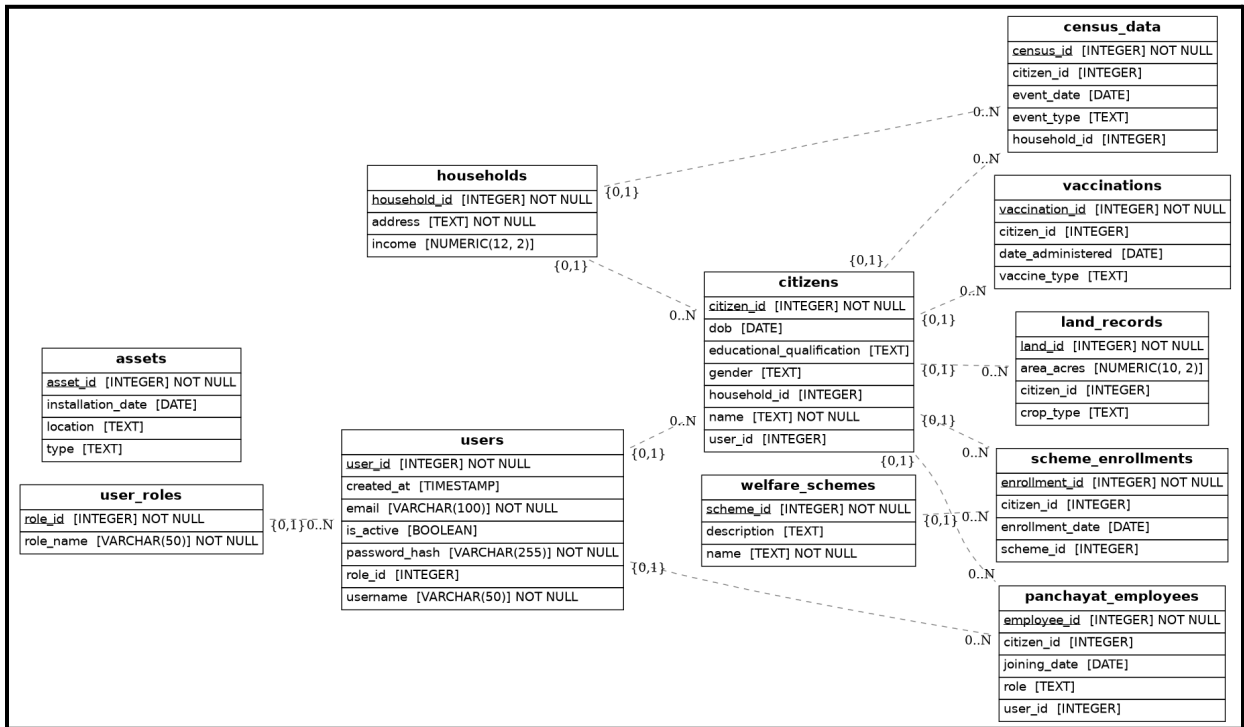 census_data
census_id [INTEGER] NOT NULL
citizen_id [INTEGER]
event_date [DATE]
event_type [TEXT]
household_id [INTEGER]
0..N
0..N
households
household_id [INTEGER] NOT NULL
address [TEXT] NOT NULL
income [NUMERIC(12, 2)]
{0,1}
{0,1}
vaccinations
vaccination_id [INTEGER] NOT NULL
citizen_id [INTEGER]
date_administered [DATE]
vaccine_type [TEXT]
0..N
{0,1}
citizens
citizen_id [INTEGER] NOT NULL
dob [DATE]
educational_qualification [TEXT]
gender [TEXT]
household_id [INTEGER]
name [TEXT] NOT NULL
user_id [INTEGER]
0..N
0..N
{0,1}
{0,1}
{0,1}
{0,1}
land_records
land_id [INTEGER] NOT NULL
area_acres [NUMERIC(10, 2)]
citizen_id [INTEGER]
crop_type [TEXT]
0..N
assets
asset_id [INTEGER] NOT NULL
installation_date [DATE]
location [TEXT]
type [TEXT]
user_roles
role_id [INTEGER] NOT NULL
role_name [VARCHAR(50)] NOT NULL
{0,1}
0..N
users
user_id [INTEGER] NOT NULL
created_at [TIMESTAMP]
email [VARCHAR(100)] NOT NULL
is_active [BOOLEAN]
password_hash [VARCHAR(255)] NOT NULL
role_id [INTEGER]
username [VARCHAR(50)] NOT NULL
{0,1}
{0,1}
welfare_schemes
scheme_id [INTEGER] NOT NULL
description [TEXT]
name [TEXT] NOT NULL
{0,1}
0..N
0..N
scheme_enrollments
enrollment_id [INTEGER] NOT NULL
citizen_id [INTEGER]
enrollment_date [DATE]
scheme_id [INTEGER]
0..N
0..N
panchayat_employees
employee_id [INTEGER] NOT NULL
citizen_id [INTEGER]
joining_date [DATE]
role [TEXT]
user_id [INTEGER]